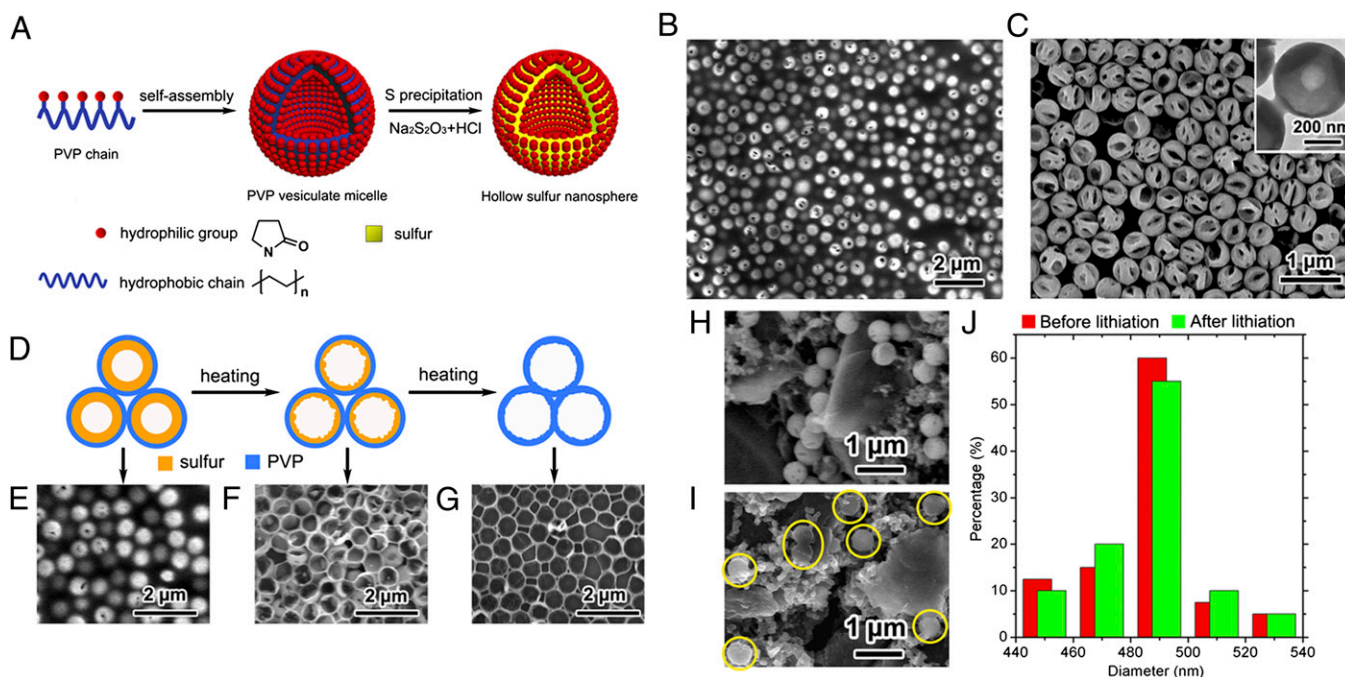 A
self-assembly
S precipitation
Na₂S₂O₃+HCl
PVP chain
PVP vesiculate micelle
Hollow sulfur nanosphere
hydrophilic group
N
O
sulfur
hydrophobic chain
n
B
2 μm
C
200 nm
1 μm
D
heating
heating
sulfur
PVP
E
2 μm
F
2 μm
G
2 μm
H
1 μm
I
1 μm
J
Before lithiation
After lithiation
Percentage (%)
60
50
40
30
20
10
0
440
460
480
500
520
540
Diameter (nm)